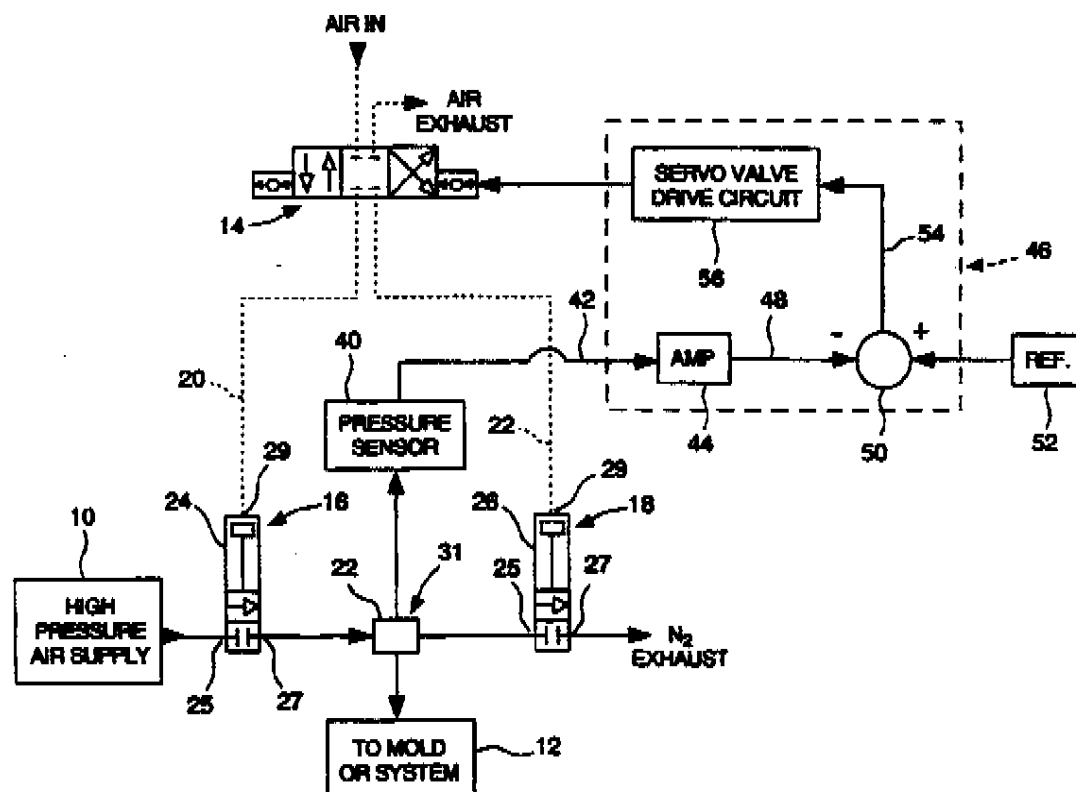 AIR IN
AIR
EXHAUST
SERVO VALVE
DRIVE CIRCUIT
14
56
54
46
42
48
-
+
40
AMP
REF.
20
PRESSURE
SENSOR
22
44
50
52
29
24
16
29
26
18
10
31
22
25
27
HIGH
PRESSURE
AIR SUPPLY
N2
EXHAUST
25
27
TO MOLD
OR SYSTEM
12